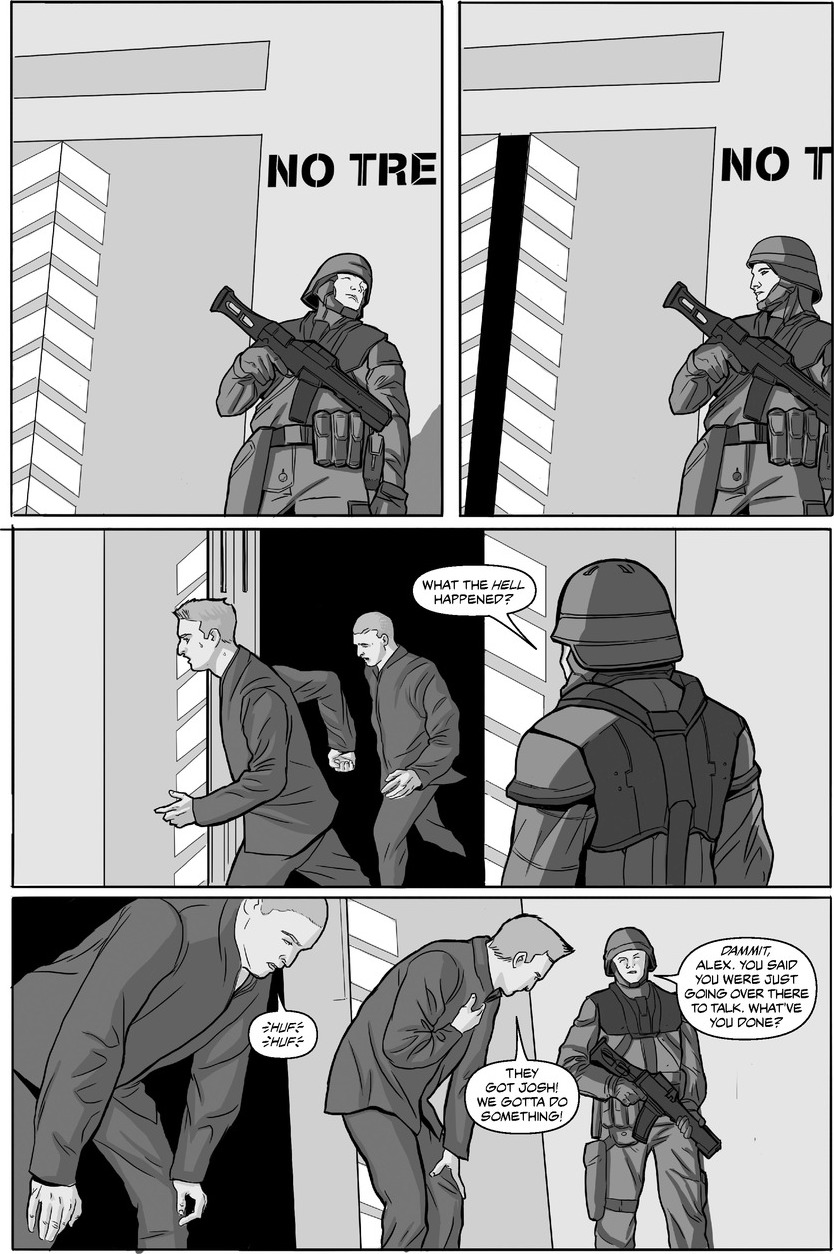 NO TRE
NO T
WHAT THE HELL
HAPPENED?
HUF
HUF
THEY
GOT JOSH!
WE GOTTA DO
SOMETHING!
DAMMIT,
ALEX. YOU SAID
YOU WERE JUST
GOING OVER THERE
TO TALK. WHAT'VE
YOU DONE?